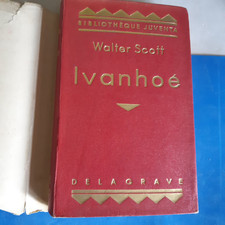 BIBLIOTHÈQUE JUVENTA
Walter Scott
Ivanhoé
DELAGRAVE